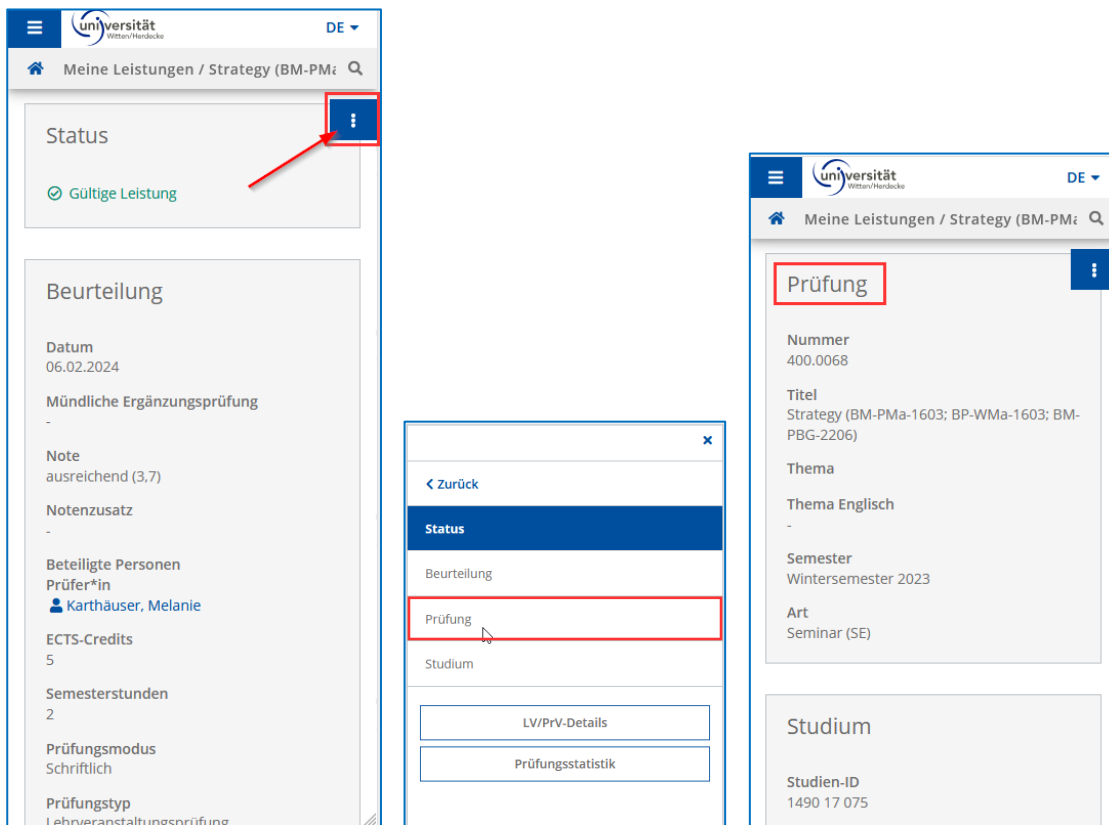 universität
Witten/Herdecke
DE
Meine Leistungen / Strategy (BM-PMa
Status
Gültige Leistung
Beurteilung
Datum
06.02.2024
Mündliche Ergänzungsprüfung
-
Note
ausreichend (3,7)
Notenzusatz
-
Beteiligte Personen
Prüfer*in
Karthäuser, Melanie
ECTS-Credits
5
Semesterstunden
2
Prüfungsmodus
Schriftlich
Prüfungstyp
Lehrveranstaltungsprüfung
×
< Zurück
Status
Beurteilung
Prüfung
Studium
LV/PrV-Details
Prüfungsstatistik
universität
Witten/Herdecke
DE
Meine Leistungen / Strategy (BM-PMa
Prüfung
Nummer
400.0068
Titel
Strategy (BM-PMa-1603; BP-WMa-1603; BM-
PBG-2206)
Thema
Thema Englisch
-
Semester
Wintersemester 2023
Art
Seminar (SE)
Studium
Studien-ID
1490 17 075